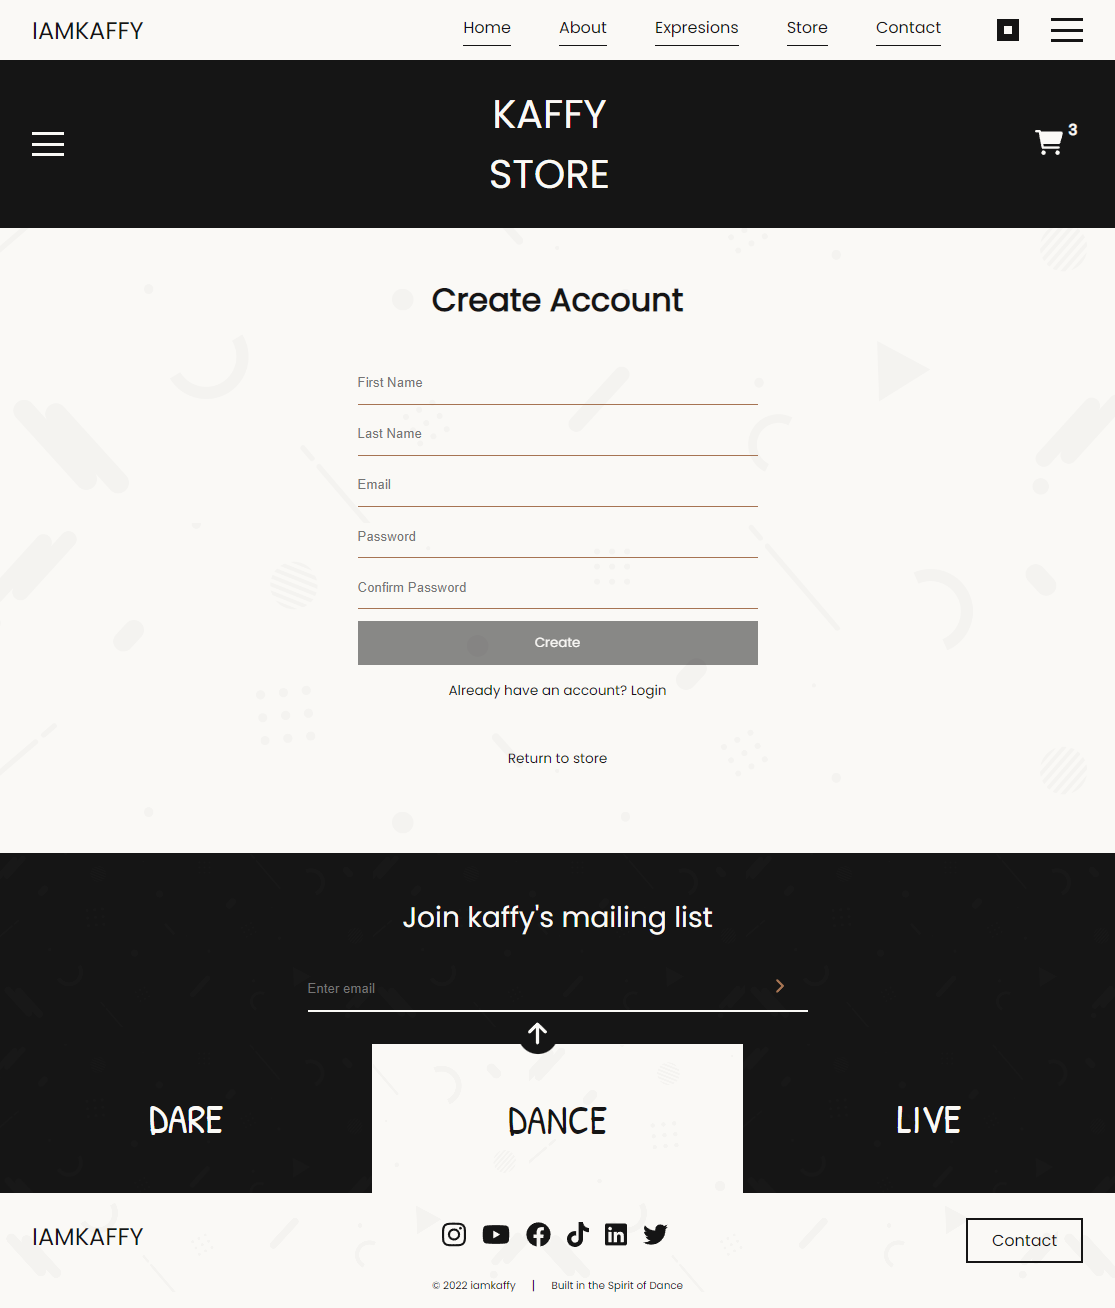 IAMKAFFY
Home About Expresions Store Contact
KAFFY
STORE
3
Create Account
First Name
Last Name
Email
Password
Confirm Password
Create
Already have an account? Login
Return to store
Join kaffy's mailing list
Enter email
DARE
DANCE
LIVE
IAMKAFFY
Contact
© 2022 iamkaffy | Built in the Spirit of Dance